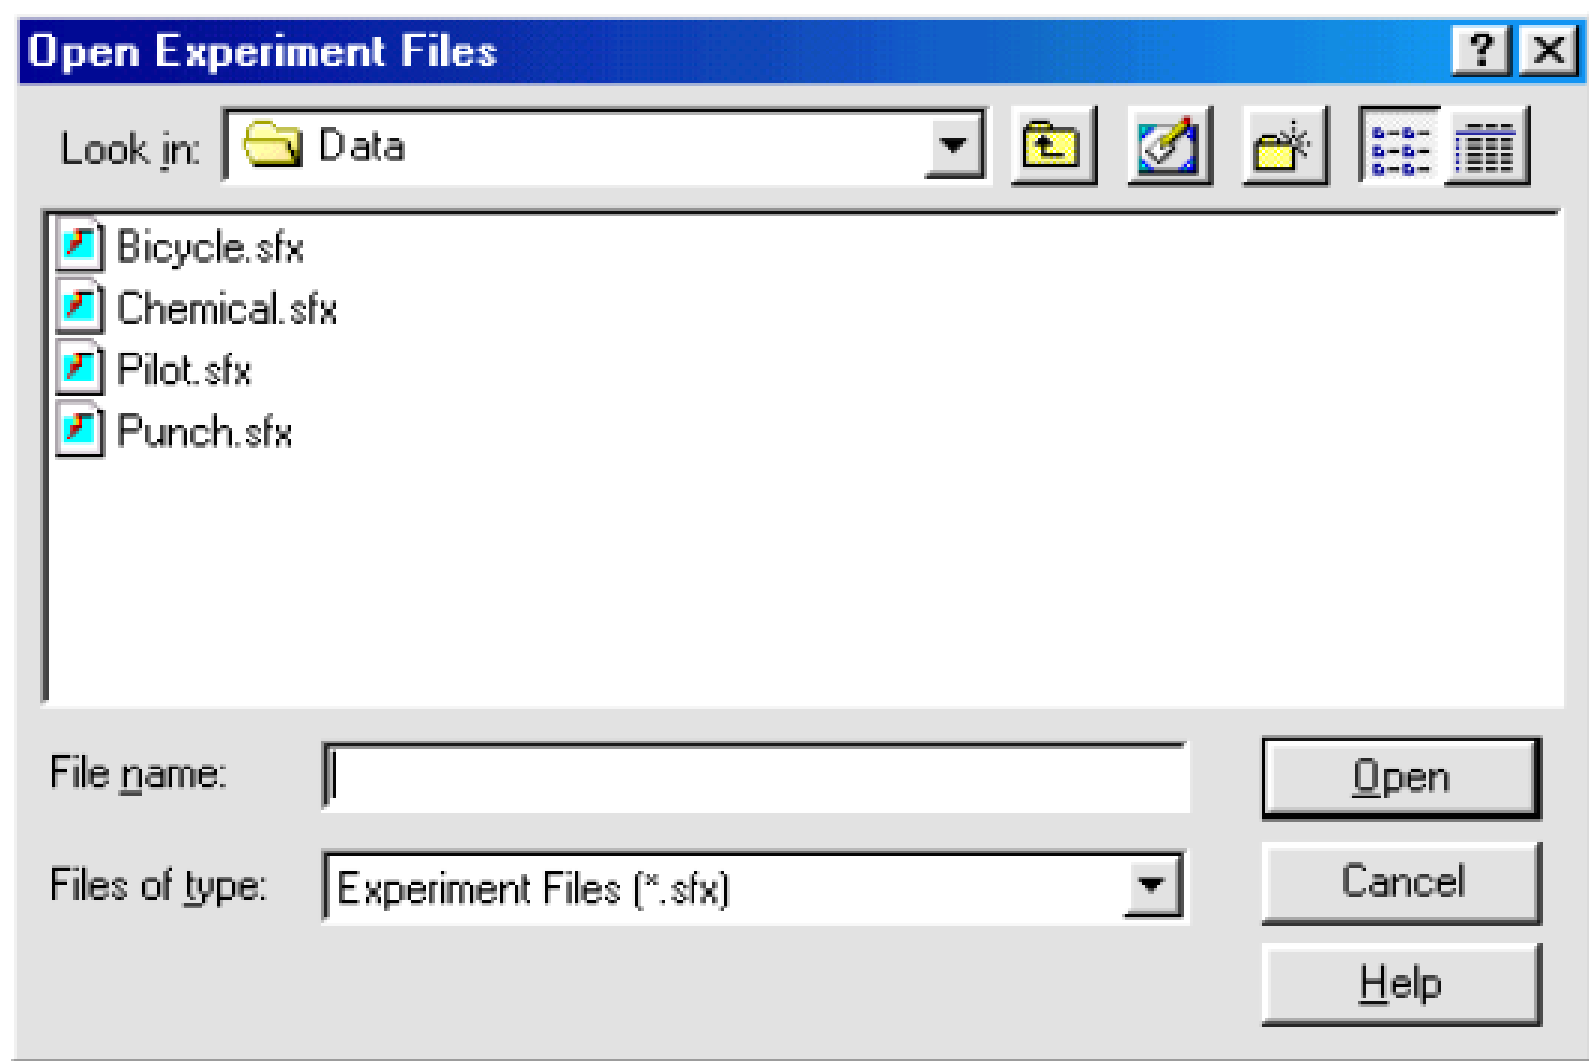 Open Experiment Files
Look in: Data
Bicycle.sfx
Chemical.sfx
Pilot.sfx
Punch.sfx
File name: Open
Files of type: Experiment Files (*.sfx) Cancel
Help